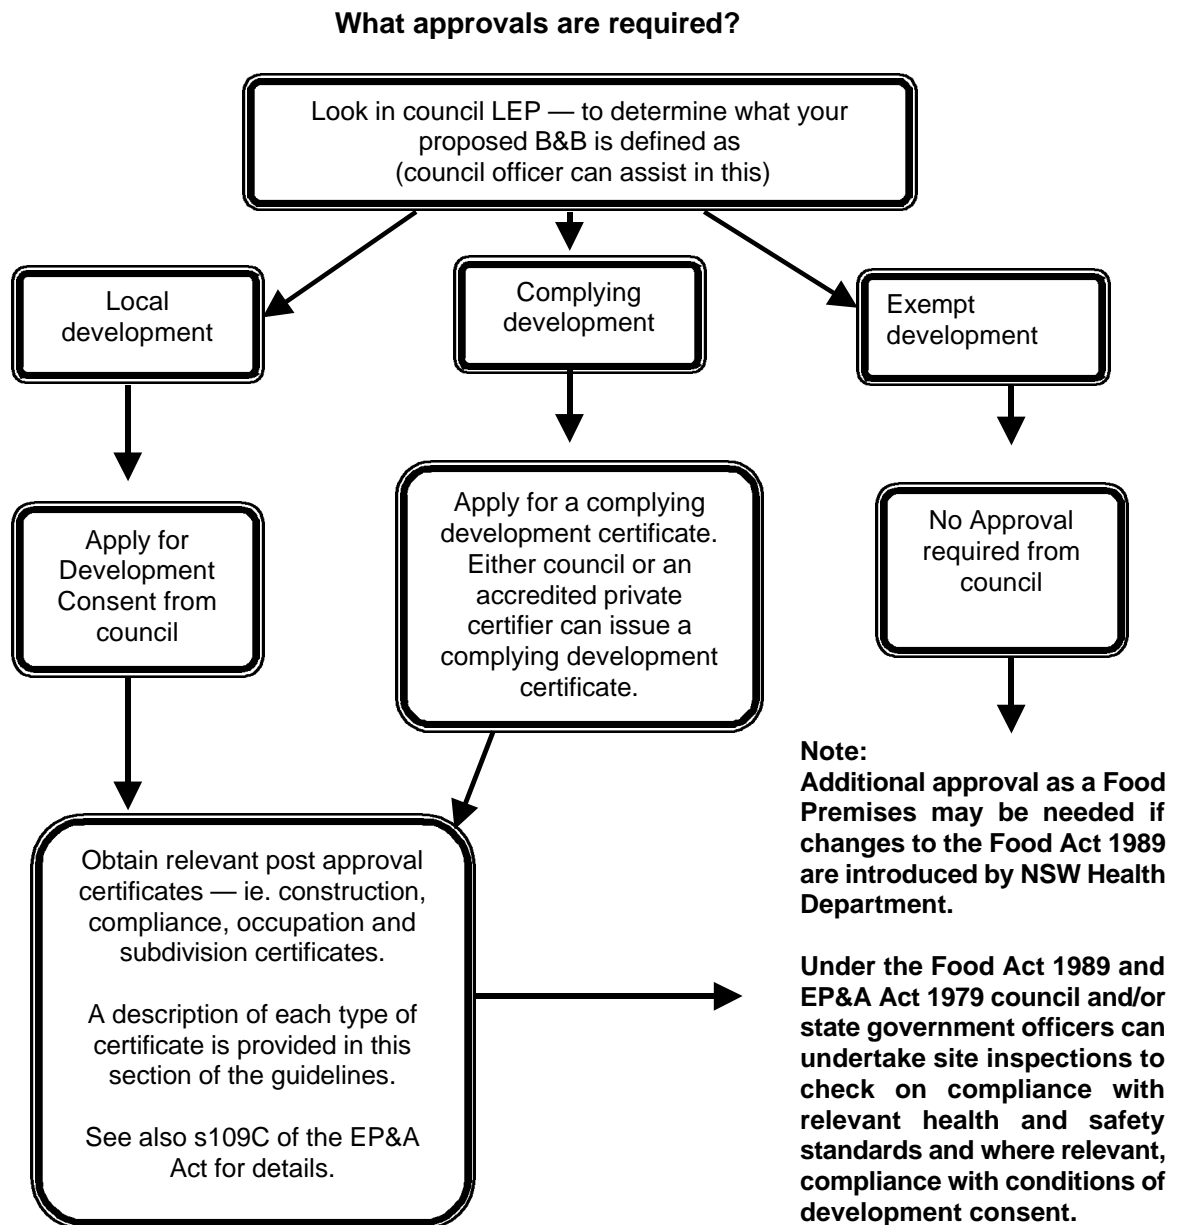 What approvals are required?
Look in council LEP — to determine what your
proposed B&B is defined as
(council officer can assist in this)
Local
development
Complying
development
Exempt
development
Apply for
Development
Consent from
council
Apply for a complying
development certificate.
Either council or an
accredited private
certifier can issue a
complying development
certificate.
No Approval
required from
council
Obtain relevant post approval
certificates — ie. construction,
compliance, occupation and
subdivision certificates.
A description of each type of
certificate is provided in this
section of the guidelines.
See also s109C of the EP&A
Act for details.
Note:
Additional approval as a Food
Premises may be needed if
changes to the Food Act 1989
are introduced by NSW Health
Department.
Under the Food Act 1989 and
EP&A Act 1979 council and/or
state government officers can
undertake site inspections to
check on compliance with
relevant health and safety
standards and where relevant,
compliance with conditions of
development consent.